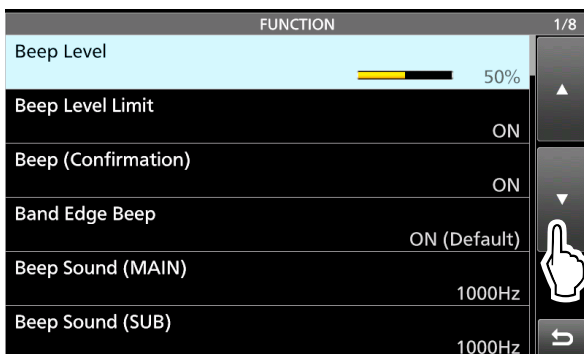 FUNCTION 1/8
Beep Level
50%
Beep Level Limit
ON
Beep (Confirmation)
ON
Band Edge Beep
ON (Default)
Beep Sound (MAIN)
1000Hz
Beep Sound (SUB)
1000Hz